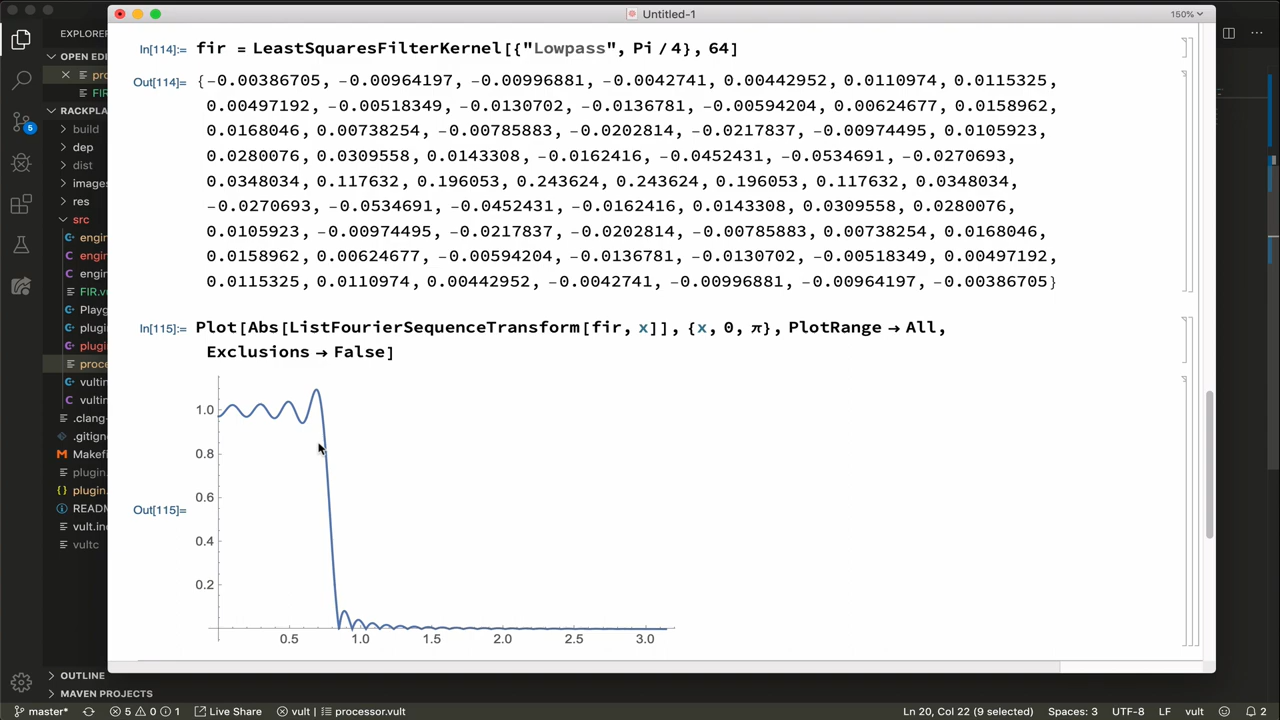 Untitled-1
150%
EXPLORER
OPEN EDI
pro
FIR
RACKPLA
build
dep
dist
images
res
src
engin
engin
engin
FIR.vu
Playg
plugin
plugin
proce
vultin
vultin
.clang-
.gitign
Makefi
plugin.
plugin.
READM
vult.ind
vultc
OUTLINE
MAVEN PROJECTS
5
In[114]:= fir = LeastSquaresFilterKernel[{"Lowpass", Pi / 4}, 64]
Out[114]= {-0.00386705, -0.00964197, -0.00996881, -0.0042741, 0.00442952, 0.0110974, 0.0115325,
0.00497192, -0.00518349, -0.0130702, -0.0136781, -0.00594204, 0.00624677, 0.0158962,
0.0168046, 0.00738254, -0.00785883, -0.0202814, -0.0217837, -0.00974495, 0.0105923,
0.0280076, 0.0309558, 0.0143308, -0.0162416, -0.0452431, -0.0534691, -0.0270693,
0.0348034, 0.117632, 0.196053, 0.243624, 0.243624, 0.196053, 0.117632, 0.0348034,
-0.0270693, -0.0534691, -0.0452431, -0.0162416, 0.0143308, 0.0309558, 0.0280076,
0.0105923, -0.00974495, -0.0217837, -0.0202814, -0.00785883, 0.00738254, 0.0168046,
0.0158962, 0.00624677, -0.00594204, -0.0136781, -0.0130702, -0.00518349, 0.00497192,
0.0115325, 0.0110974, 0.00442952, -0.0042741, -0.00996881, -0.00964197, -0.00386705}
In[115]:= Plot[Abs[ListFourierSequenceTransform[fir, x]], {x, 0, π}, PlotRange → All,
Exclusions → False]
Out[115]=
1.0
0.8
0.6
0.4
0.2
0.5 1.0 1.5 2.0 2.5 3.0
master* 5 0 1 Live Share vult | processor.vult Ln 20, Col 22 (9 selected) Spaces: 3 UTF-8 LF vult 2